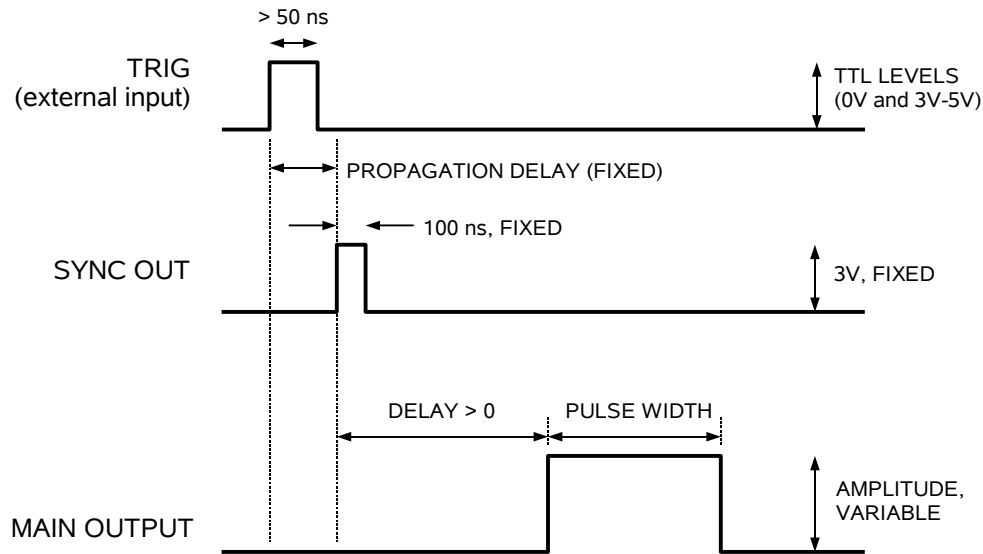 > 50 ns
TRIG
(external input)
TTL LEVELS
(0V and 3V-5V)
PROPAGATION DELAY (FIXED)
100 ns, FIXED
SYNC OUT
3V, FIXED
DELAY > 0
PULSE WIDTH
AMPLITUDE,
VARIABLE
MAIN OUTPUT